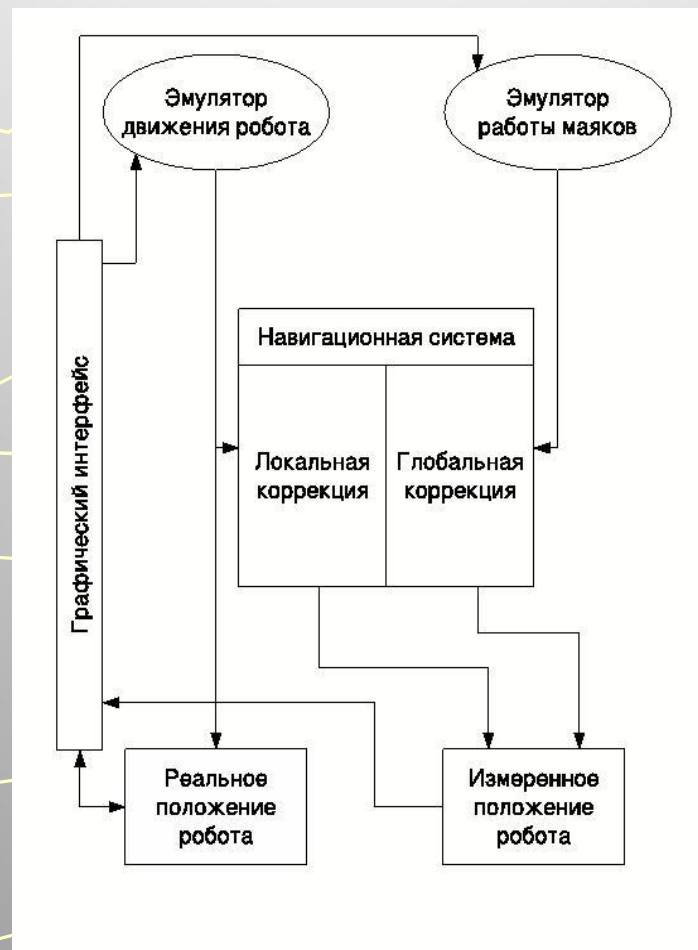 Эмулятор
движения робота
Эмулятор
работы маяков
Навигационная система
Локальная
коррекция
Глобальная
коррекция
Графический интерфейс
Реальное
положение
робота
Измеренное
положение
робота